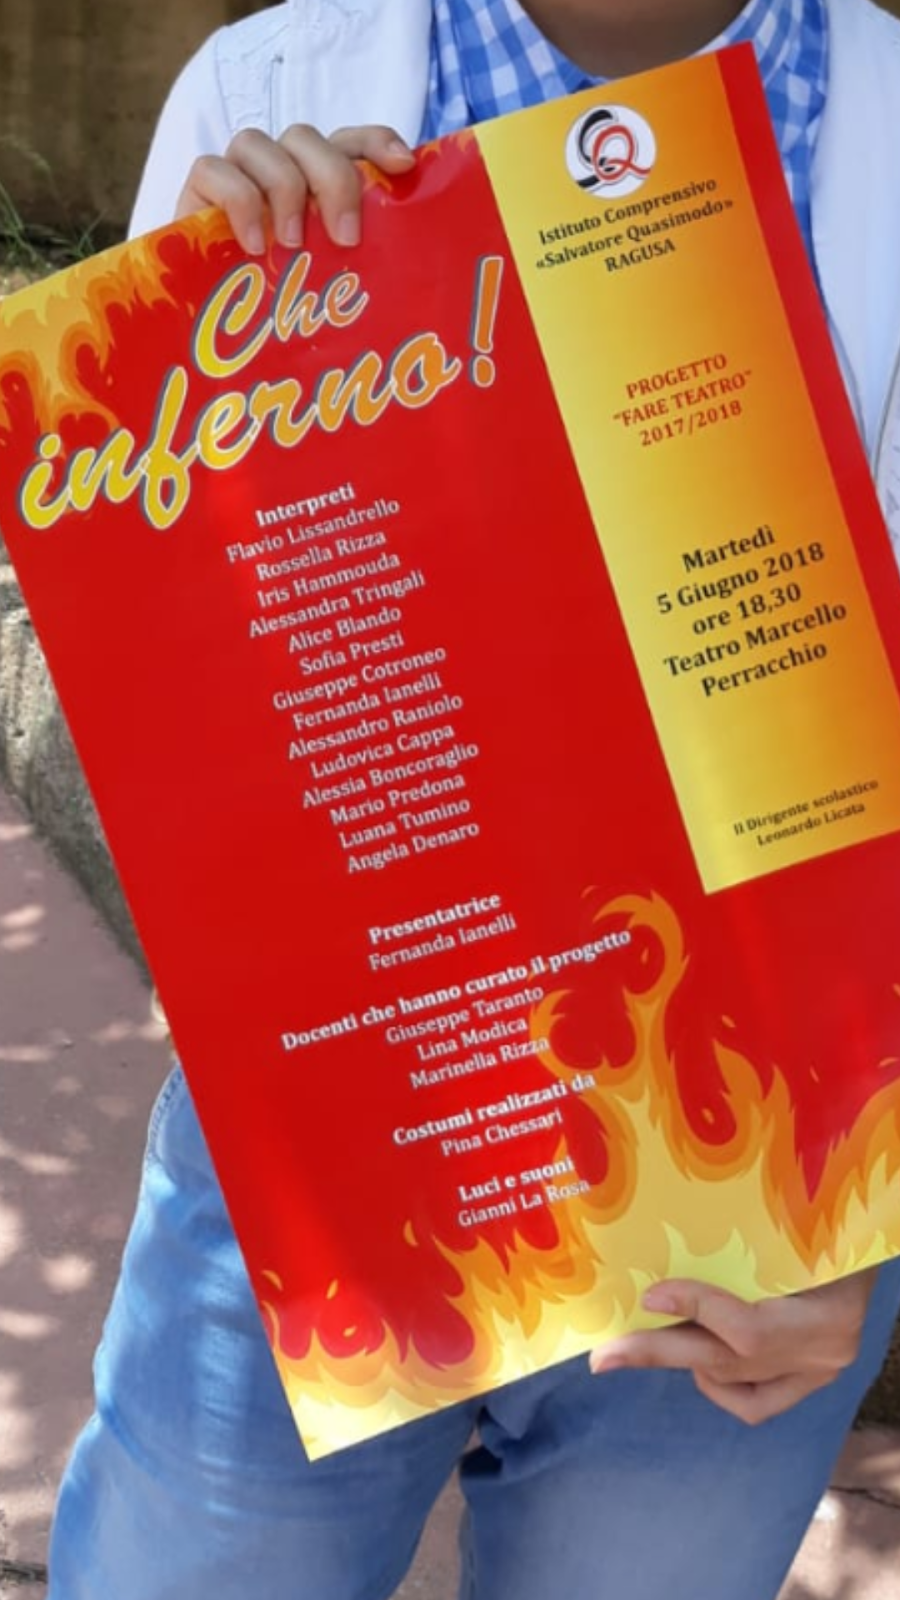 Che
inferno!
Interpreti
Flavio Lissandrello
Rossella Rizza
Iris Hammouda
Alessandra Tringali
Alice Blando
Sofia Presti
Giuseppe Cotroneo
Fernanda Ianelli
Alessandro Raniolo
Ludovica Cappa
Alessia Boncoraglio
Mario Predona
Luana Tumino
Angela Denaro
Presentatrice
Fernanda Ianelli
Docenti che hanno curato il progetto
Giuseppe Taranto
Lina Modica
Marinella Rizza
Costumi realizzati da
Pina Chessari
Luci e suoni
Gianni La Rosa
Istituto Comprensivo
«Salvatore Quasimodo»
RAGUSA
PROGETTO
"FARE TEATRO"
2017/2018
Martedì
5 Giugno 2018
ore 18,30
Teatro Marcello
Perracchio
Il Dirigente scolastico
Leonardo Licata